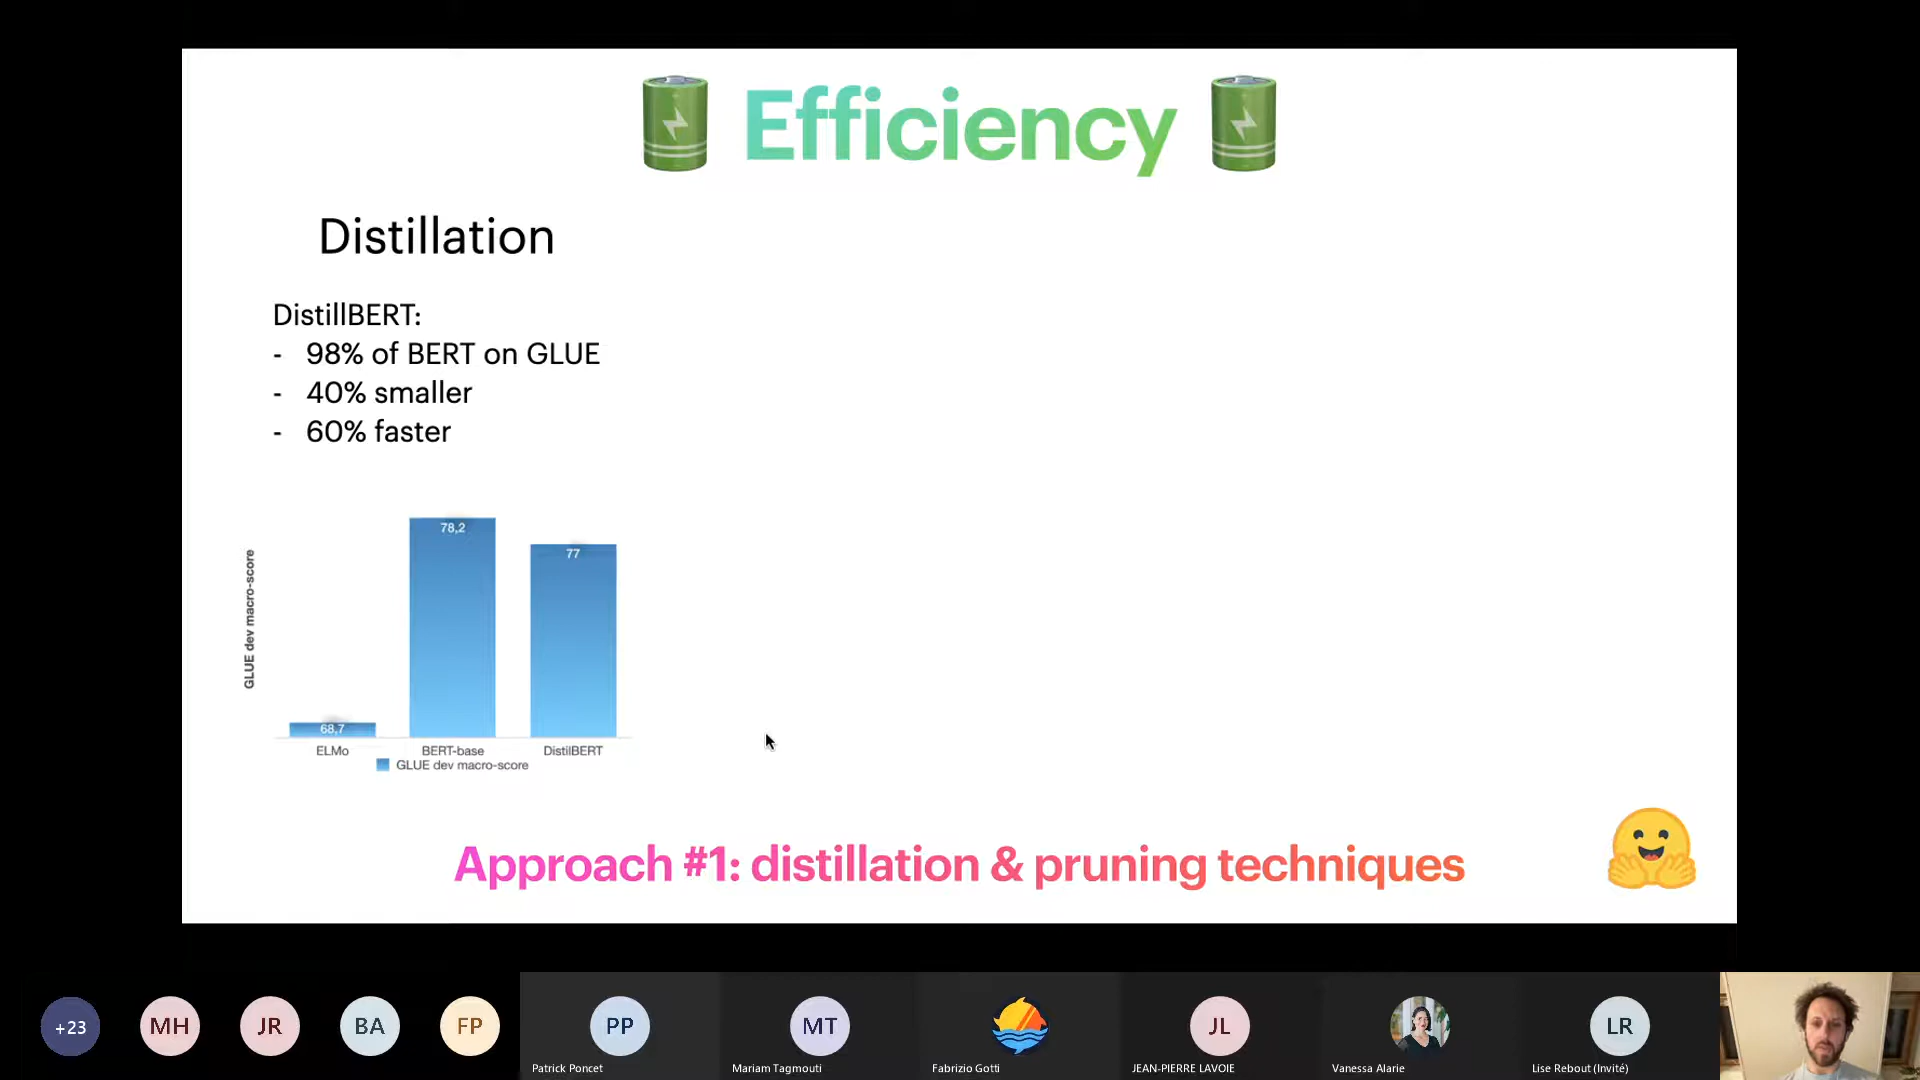 Efficiency
Distillation
DistillBERT:
- 98% of BERT on GLUE
- 40% smaller
- 60% faster
GLUE dev macro-score
78,2
77
68,7
ELMo
BERT-base
DistilBERT
GLUE dev macro-score
Approach #1: distillation & pruning techniques
+23
MH
JR
BA
FP
PP
MT
JL
LR
Patrick Poncet
Mariam Tagmouti
Fabrizio Gotti
JEAN-PIERRE LAVOIE
Vanessa Alarie
Lise Rebout (Invité)